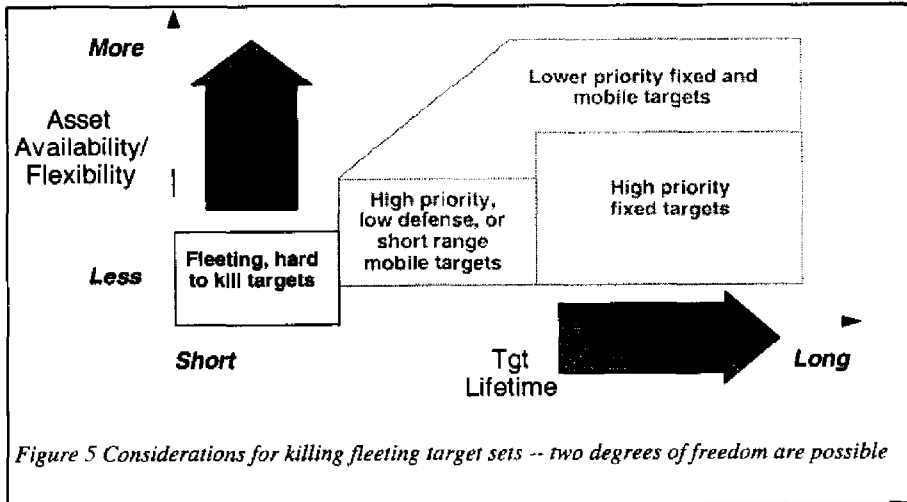 More
Asset
Availability/
Flexibility
Less
Lower priority fixed and
mobile targets
High priority
fixed targets
High priority,
low defense, or
short range
mobile targets
Fleeting, hard
to kill targets
Short
Tgt
Lifetime
Long
Figure 5 Considerations for killing fleeting target sets -- two degrees of freedom are possible